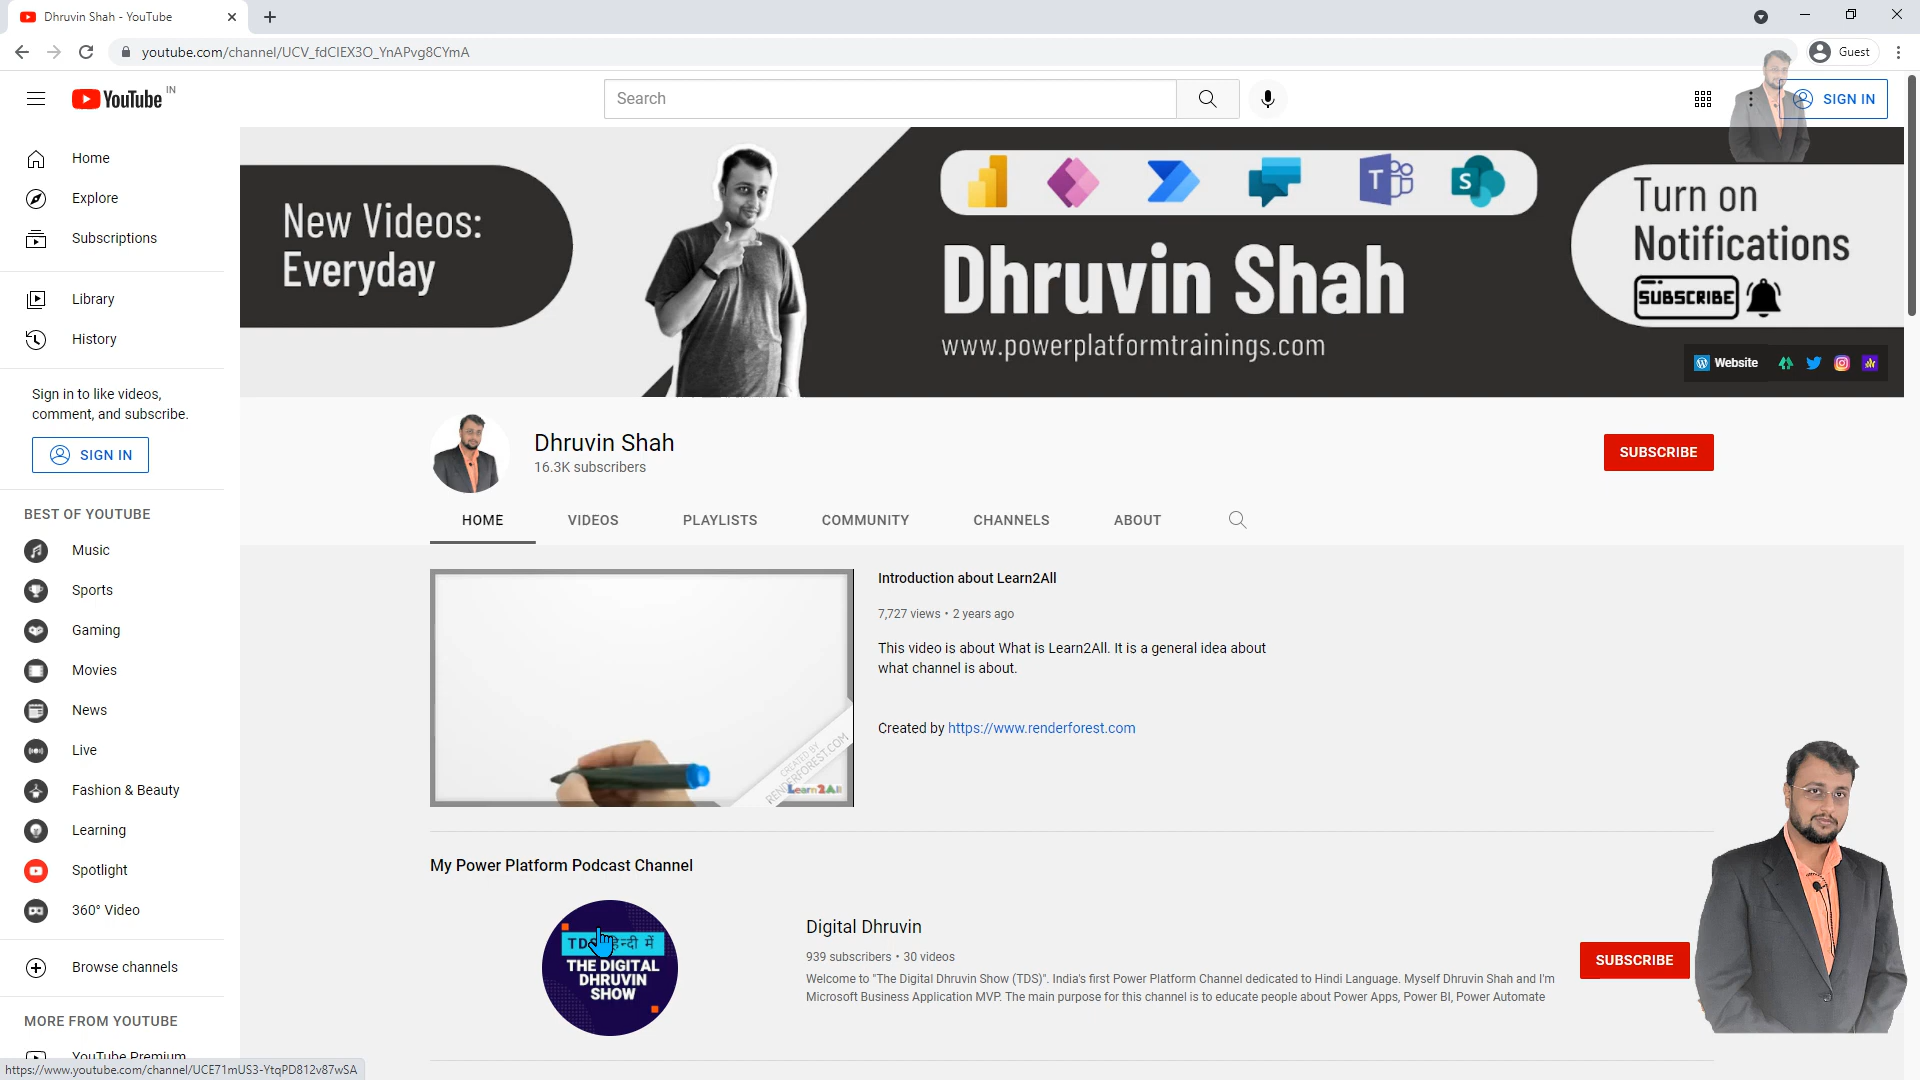 Dhruvin Shah - YouTube
youtube.com/channel/UCV_fdCIEX3O_YnAPvg8CYmA
Guest
YouTube IN
Search
SIGN IN
Home
Explore
Subscriptions
Library
History
Sign in to like videos,
comment, and subscribe.
SIGN IN
BEST OF YOUTUBE
Music
Sports
Gaming
Movies
News
Live
Fashion & Beauty
Learning
Spotlight
360° Video
Browse channels
MORE FROM YOUTUBE
YouTube Premium
https://www.youtube.com/channel/UCE71mUS3-YtqPD812v87wSA
New Videos:
Everyday
T
S
Dhruvin Shah
www.powerplatformtrainings.com
Turn on
Notifications
SUBSCRIBE
Website
Dhruvin Shah
16.3K subscribers
SUBSCRIBE
HOME
VIDEOS
PLAYLISTS
COMMUNITY
CHANNELS
ABOUT
CREATED BY
RENDERFOREST.COM
Learn2All
Introduction about Learn2All
7,727 views • 2 years ago
This video is about What is Learn2All. It is a general idea about
what channel is about.
Created by https://www.renderforest.com
My Power Platform Podcast Channel
में
THE DIGITAL
DHRUVIN
SHOW
Digital Dhruvin
939 subscribers • 30 videos
Welcome to "The Digital Dhruvin Show (TDS)". India's first Power Platform Channel dedicated to Hindi Language. Myself Dhruvin Shah and I'm
Microsoft Business Application MVP. The main purpose for this channel is to educate people about Power Apps, Power BI, Power Automate
SUBSCRIBE